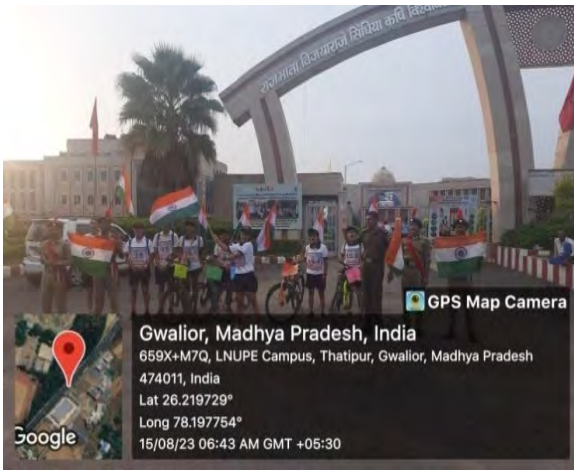 राजमाता विजयाराजे सिंधिया कृषि विश्व
GPS Map Camera
Gwalior, Madhya Pradesh, India
659X+M7Q, LNUPE Campus, Thatipur, Gwalior, Madhya Pradesh
474011, India
Lat 26.219729°
Long 78.197754°
15/08/23 06:43 AM GMT +05:30
Google